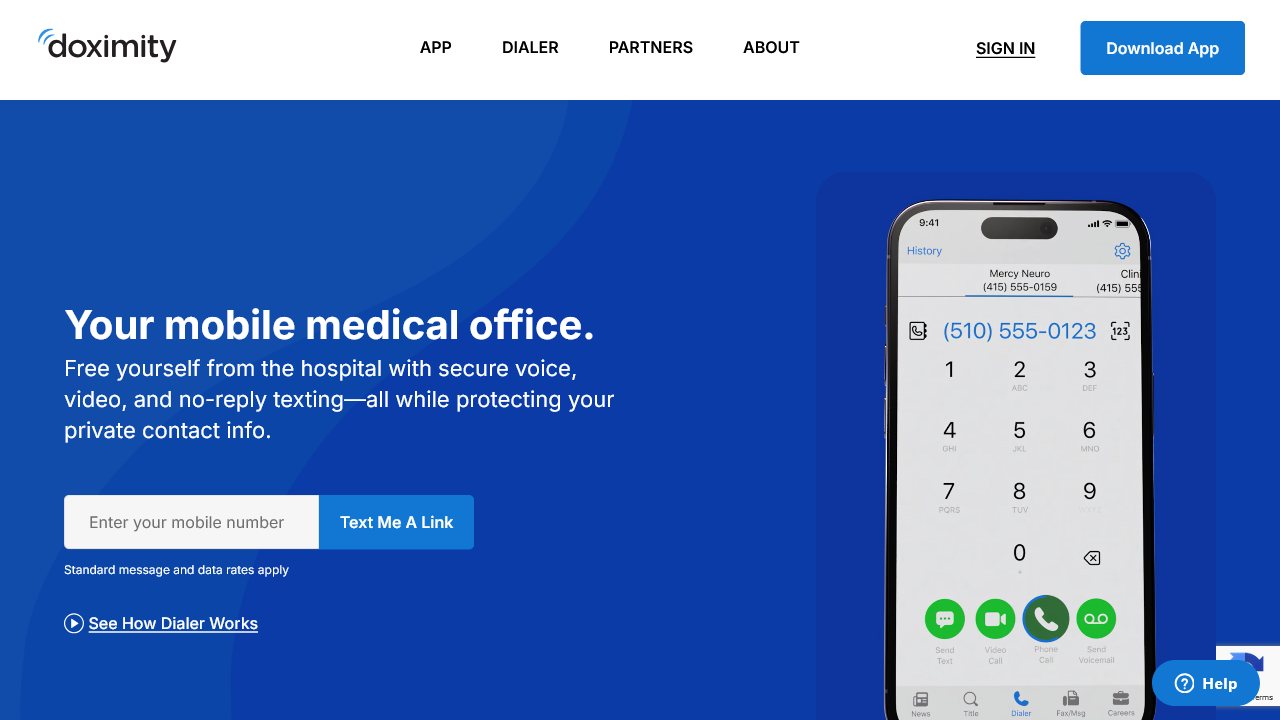 doximity
APP
DIALER
PARTNERS
ABOUT
SIGN IN
Download App
Your mobile medical office.
Free yourself from the hospital with secure voice,
video, and no-reply texting—all while protecting your
private contact info.
Enter your mobile number
Text Me A Link
Standard message and data rates apply
See How Dialer Works
9:41
History
Mercy Neuro
(415) 555-0159
(510) 555-0123
123
1
2
ABC
3
DEF
4
GHI
5
JKL
6
MNO
7
PQRS
8
TUV
9
WXYZ
0
+
Send
Text
Video
Call
Phone
Call
Send
Voicemail
News
Title
Dialer
Fax/Msg
Careers
Help